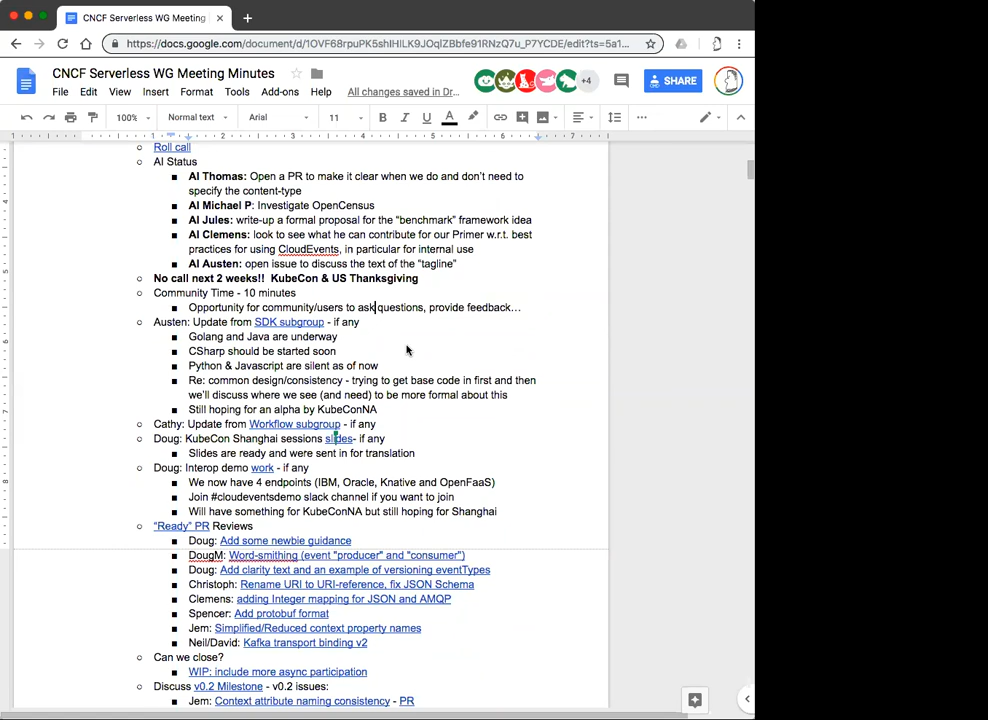 CNCF Serverless WG Meeting
https://docs.google.com/document/d/1OVF68rpuPK5shIHILK9JOqlZBbfe91RNzQ7u_P7YCDE/edit?ts=5a1...
CNCF Serverless WG Meeting Minutes
+4
SHARE
File Edit View Insert Format Tools Add-ons Help All changes saved in Dr...
100% Normal text Arial 11 B I U A
1 1 2 3 4 5 6 7
Roll call
AI Status
AI Thomas: Open a PR to make it clear when we do and don't need to
specify the content-type
AI Michael P: Investigate OpenCensus
AI Jules: write-up a formal proposal for the "benchmark" framework idea
AI Clemens: look to see what he can contribute for our Primer w.r.t. best
practices for using CloudEvents, in particular for internal use
AI Austen: open issue to discuss the text of the "tagline"
No call next 2 weeks!! KubeCon & US Thanksgiving
Community Time - 10 minutes
Opportunity for community/users to ask questions, provide feedback…
Austen: Update from SDK subgroup - if any
Golang and Java are underway
CSharp should be started soon
Python & Javascript are silent as of now
Re: common design/consistency - trying to get base code in first and then
we'll discuss where we see (and need) to be more formal about this
Still hoping for an alpha by KubeConNA
Cathy: Update from Workflow subgroup - if any
Doug: KubeCon Shanghai sessions slides- if any
Slides are ready and were sent in for translation
Doug: Interop demo work - if any
We now have 4 endpoints (IBM, Oracle, Knative and OpenFaaS)
Join #cloudeventsdemo slack channel if you want to join
Will have something for KubeConNA but still hoping for Shanghai
"Ready" PR Reviews
Doug: Add some newbie guidance
DougM: Word-smithing (event "producer" and "consumer")
Doug: Add clarity text and an example of versioning eventTypes
Christoph: Rename URI to URI-reference, fix JSON Schema
Clemens: adding Integer mapping for JSON and AMQP
Spencer: Add protobuf format
Jem: Simplified/Reduced context property names
Neil/David: Kafka transport binding v2
Can we close?
WIP: include more async participation
Discuss v0.2 Milestone - v0.2 issues:
Jem: Context attribute naming consistency - PR